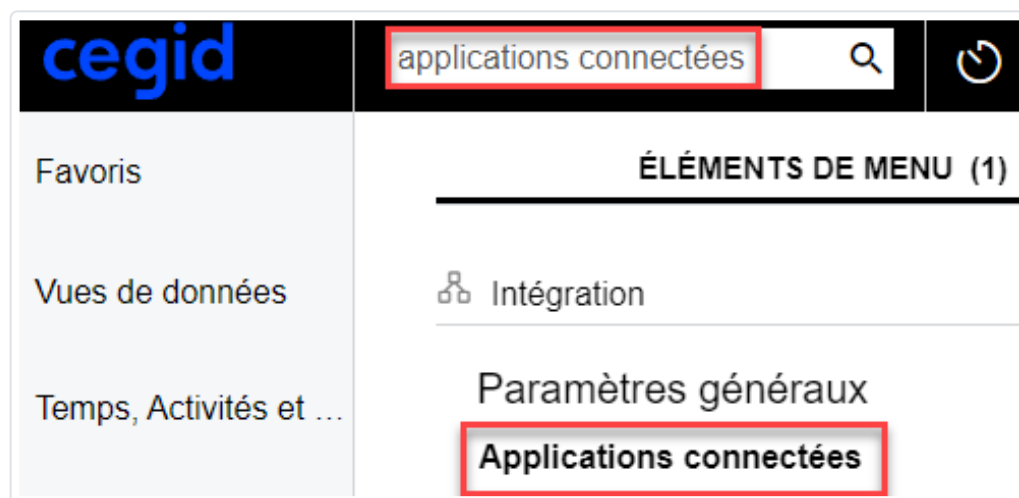 cegid
applications connectées
Favoris
ÉLÉMENTS DE MENU (1)
Vues de données
Intégration
Temps, Activités et ...
Paramètres généraux
Applications connectées